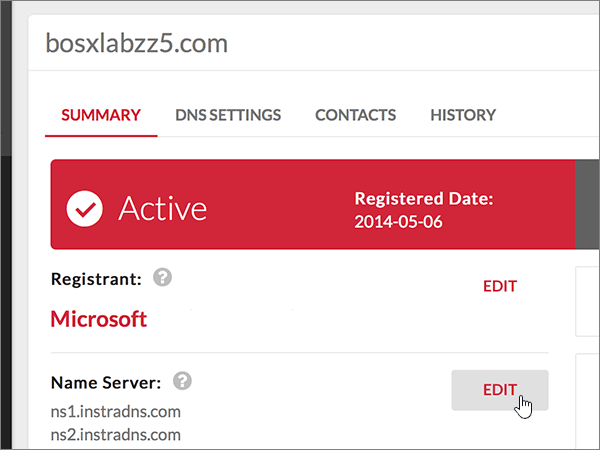 bosxlabzz5.com
SUMMARY DNS SETTINGS CONTACTS HISTORY
Active
Registered Date:
2014-05-06
Registrant: ?
EDIT
Microsoft
Name Server: ?
EDIT
ns1.instradns.com
ns2.instradns.com